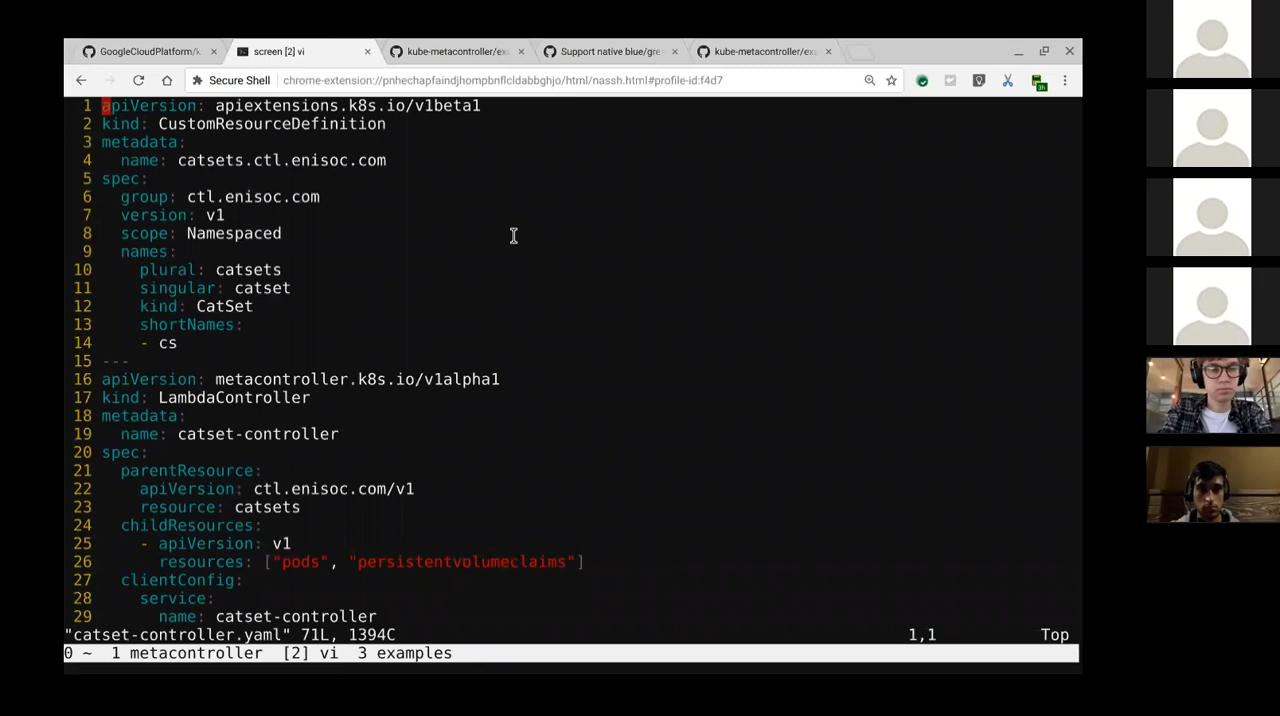 GoogleCloudPlatform/k
screen [2] vi
kube-metacontroller/exa
Support native blue/gree
kube-metacontroller/exa
Secure Shell
chrome-extension://pnhechapfaindjhompbnflcldabbghjo/html/nassh.html#profile-id:f4d7
3h
1 apiVersion: apiextensions.k8s.io/v1beta1
2 kind: CustomResourceDefinition
3 metadata:
4   name: catsets.ctl.enisoc.com
5 spec:
6   group: ctl.enisoc.com
7   version: v1
8   scope: Namespaced
9   names:
10     plural: catsets
11     singular: catset
12     kind: CatSet
13     shortNames:
14     - cs
15 ---
16 apiVersion: metacontroller.k8s.io/v1alpha1
17 kind: LambdaController
18 metadata:
19   name: catset-controller
20 spec:
21   parentResource:
22     apiVersion: ctl.enisoc.com/v1
23     resource: catsets
24   childResources:
25     - apiVersion: v1
26       resources: ["pods", "persistentvolumeclaims"]
27   clientConfig:
28     service:
29       name: catset-controller
"catset-controller.yaml" 71L, 1394C 1,1 Top
0 ~  1 metacontroller  [2] vi  3 examples